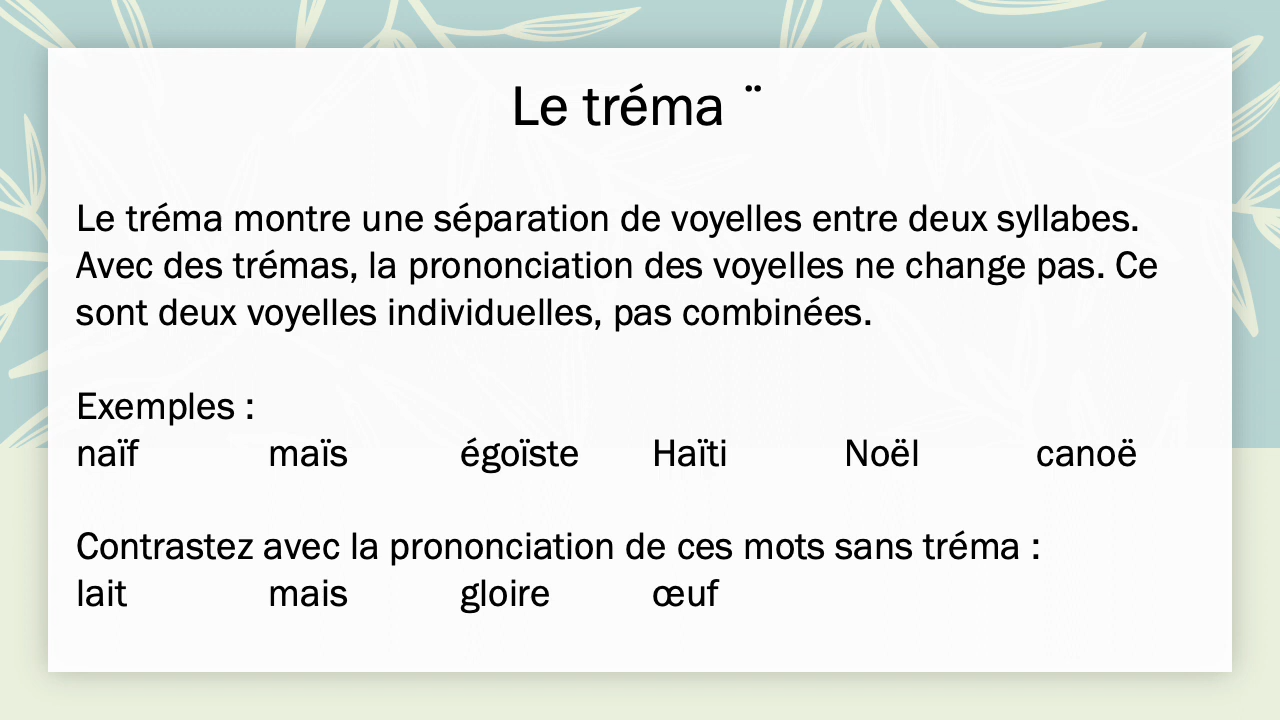 Le tréma ¨
Le tréma montre une séparation de voyelles entre deux syllabes.
Avec des trémas, la prononciation des voyelles ne change pas. Ce
sont deux voyelles individuelles, pas combinées.
Exemples :
naïf maïs égoïste Haïti Noël canoë
Contrastez avec la prononciation de ces mots sans tréma :
lait mais gloire œuf